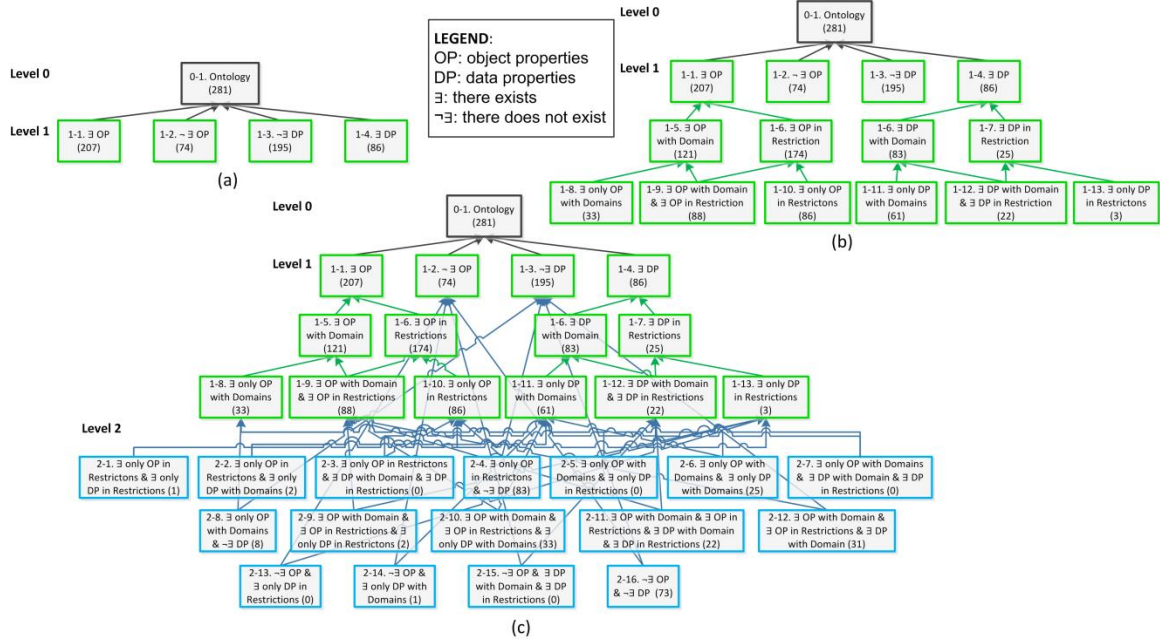 Level 0
0-1. Ontology
(281)
Level 1
1-1. ∃ OP
(207)
1-2. ¬ ∃ OP
(74)
1-3. ¬∃ DP
(195)
1-4. ∃ DP
(86)
(a)
LEGEND:
OP: object properties
DP: data properties
∃: there exists
¬∃: there does not exist
Level 0
0-1. Ontology
(281)
Level 1
1-1. ∃ OP
(207)
1-2. ¬ ∃ OP
(74)
1-3. ¬∃ DP
(195)
1-4. ∃ DP
(86)
1-5. ∃ OP
with Domain
(121)
1-6. ∃ OP in
Restriction
(174)
1-6. ∃ DP
with Domain
(83)
1-7. ∃ DP in
Restriction
(25)
1-8. ∃ only OP
with Domains
(33)
1-9. ∃ OP with Domain
& ∃ OP in Restriction
(88)
1-10. ∃ only OP
in Restrictons
(86)
1-11. ∃ only DP
with Domains
(61)
1-12. ∃ DP with Domain
& ∃ DP in Restriction
(22)
1-13. ∃ only DP
in Restrictons
(3)
(b)
Level 0
0-1. Ontology
(281)
Level 1
1-1. ∃ OP
(207)
1-2. ¬ ∃ OP
(74)
1-3. ¬∃ DP
(195)
1-4. ∃ DP
(86)
1-5. ∃ OP
with Domain
(121)
1-6. ∃ OP in
Restrictions
(174)
1-6. ∃ DP
with Domain
(83)
1-7. ∃ DP in
Restrictions
(25)
1-8. ∃ only OP
with Domains
(33)
1-9. ∃ OP with Domain
& ∃ OP in Restrictions
(88)
1-10. ∃ only OP
in Restrictons
(86)
1-11. ∃ only DP
with Domains
(61)
1-12. ∃ DP with Domain
& ∃ DP in Restrictions
(22)
1-13. ∃ only DP
in Restrictions
(3)
Level 2
2-1. ∃ only OP in
Restrictons & ∃ only
DP in Restrictions (1)
2-2. ∃ only OP in
Restrictons & ∃ only
DP with Domains (2)
2-3. ∃ only OP in Restrictons
& ∃ DP with Domain & ∃ DP
in Restrictions (0)
2-4. ∃ only OP
in Restrictons
& ¬∃ DP (83)
2-5. ∃ only OP with
Domains & ∃ only DP
in Restrictions (0)
2-6. ∃ only OP with
Domains & ∃ only DP
with Domains (25)
2-7. ∃ only OP with Domains
& ∃ DP with Domain & ∃ DP
in Restrictions (0)
2-8. ∃ only OP
with Domains
& ¬∃ DP (8)
2-9. ∃ OP with Domain &
∃ OP in Restrictions & ∃
only DP in Restrictons (2)
2-10. ∃ OP with Domain &
∃ OP in Restrictions & ∃
only DP with Domains (33)
2-11. ∃ OP with Domain & ∃ OP in
Restrictions & ∃ DP with Domain
& ∃ DP in Restrictions (22)
2-12. ∃ OP with Domain &
∃ OP in Restrictions & ∃ DP
with Domain (31)
2-13. ¬∃ OP &
∃ only DP in
Restrictions (0)
2-14. ¬∃ OP &
∃ only DP with
Domains (1)
2-15. ¬∃ OP & ∃ DP
with Domain & ∃ DP
in Restrictions (0)
2-16. ¬∃ OP
& ¬∃ DP (73)
(c)